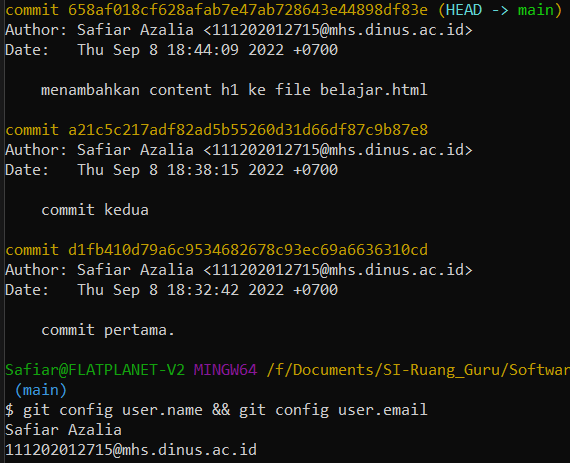 commit 658af018cf628afab7e47ab728643e44898df83e (HEAD -> main)
Author: Safiar Azalia <111202012715@mhs.dinus.ac.id>
Date:   Thu Sep 8 18:44:09 2022 +0700
    menambahkan content h1 ke file belajar.html
commit a21c5c217adf82ad5b55260d31d66df87c9b87e8
Author: Safiar Azalia <111202012715@mhs.dinus.ac.id>
Date:   Thu Sep 8 18:38:15 2022 +0700
    commit kedua
commit d1fb410d79a6c9534682678c93ec69a6636310cd
Author: Safiar Azalia <111202012715@mhs.dinus.ac.id>
Date:   Thu Sep 8 18:32:42 2022 +0700
    commit pertama.
Safiar@FLATPLANET-V2 MINGW64 /f/Documents/SI-Ruang_Guru/Softwar
 (main)
$ git config user.name && git config user.email
Safiar Azalia
111202012715@mhs.dinus.ac.id